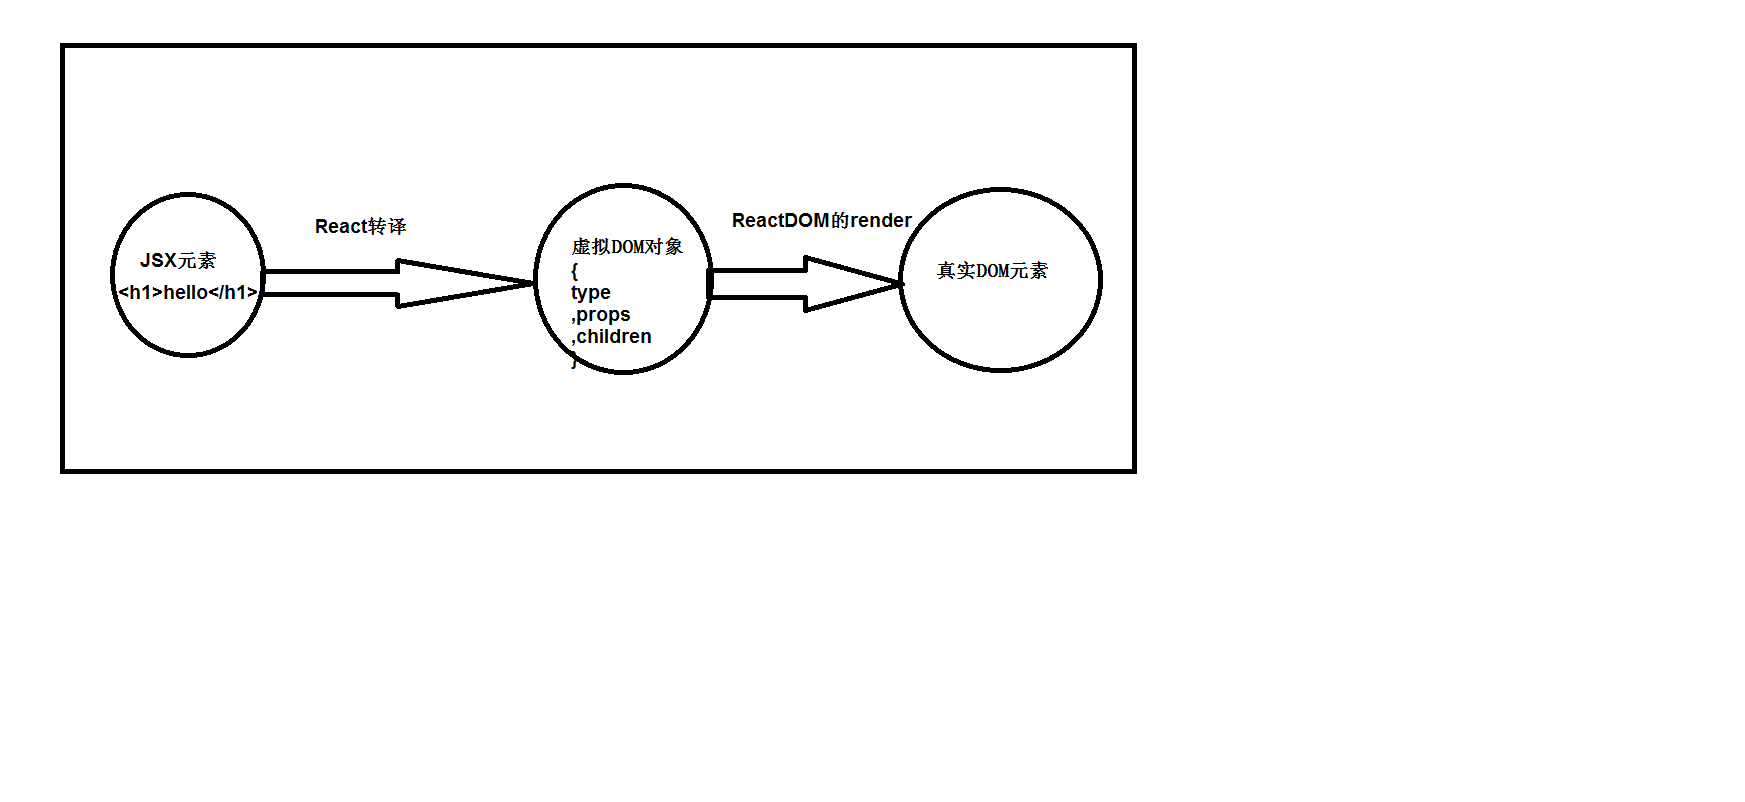 JSX元素
<h1>hello</h1>
React转译
虚拟DOM对象
{
type
,props
,children
}
ReactDOM的render
真实DOM元素